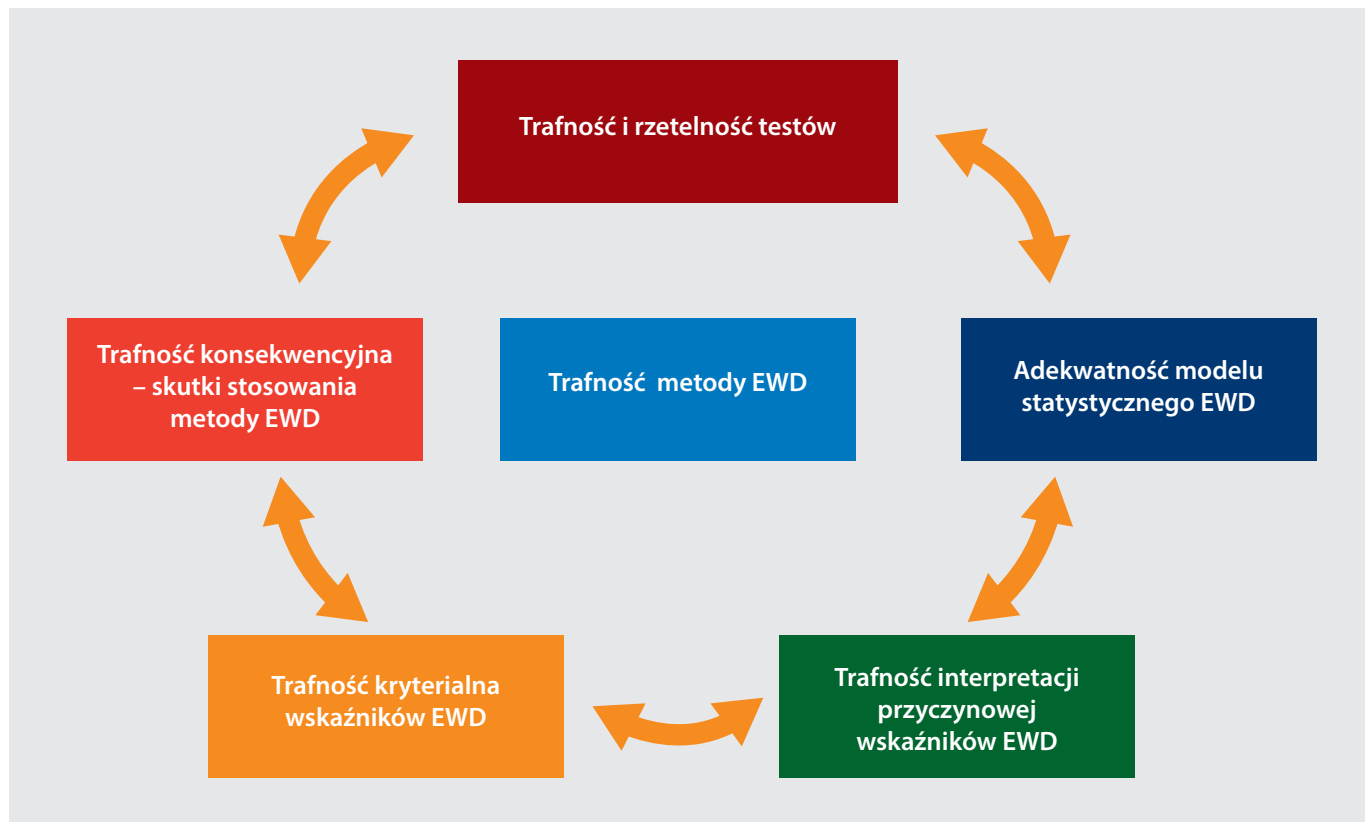 Trafność i rzetelność testów
Trafność konsekwencyjna
– skutki stosowania
metody EWD
Trafność metody EWD
Adekwatność modelu
statystycznego EWD
Trafność kryterialna
wskaźników EWD
Trafność interpretacji
przyczynowej
wskaźników EWD